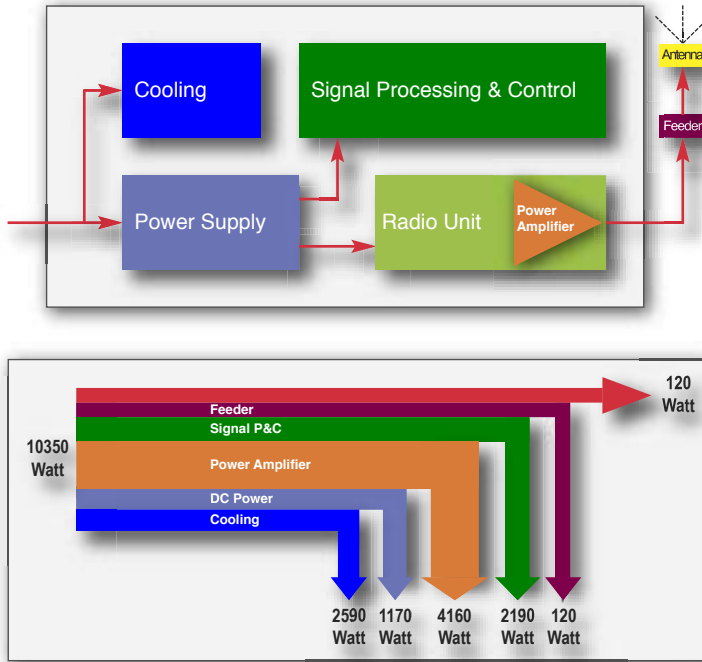 Cooling
Signal Processing & Control
Antenna
Feeder
Power Supply
Radio Unit
Power
Amplifier
120
Watt
Feeder
Signal P&C
10350
Watt
Power Amplifier
DC Power
Cooling
2590
Watt
1170
Watt
4160
Watt
2190
Watt
120
Watt